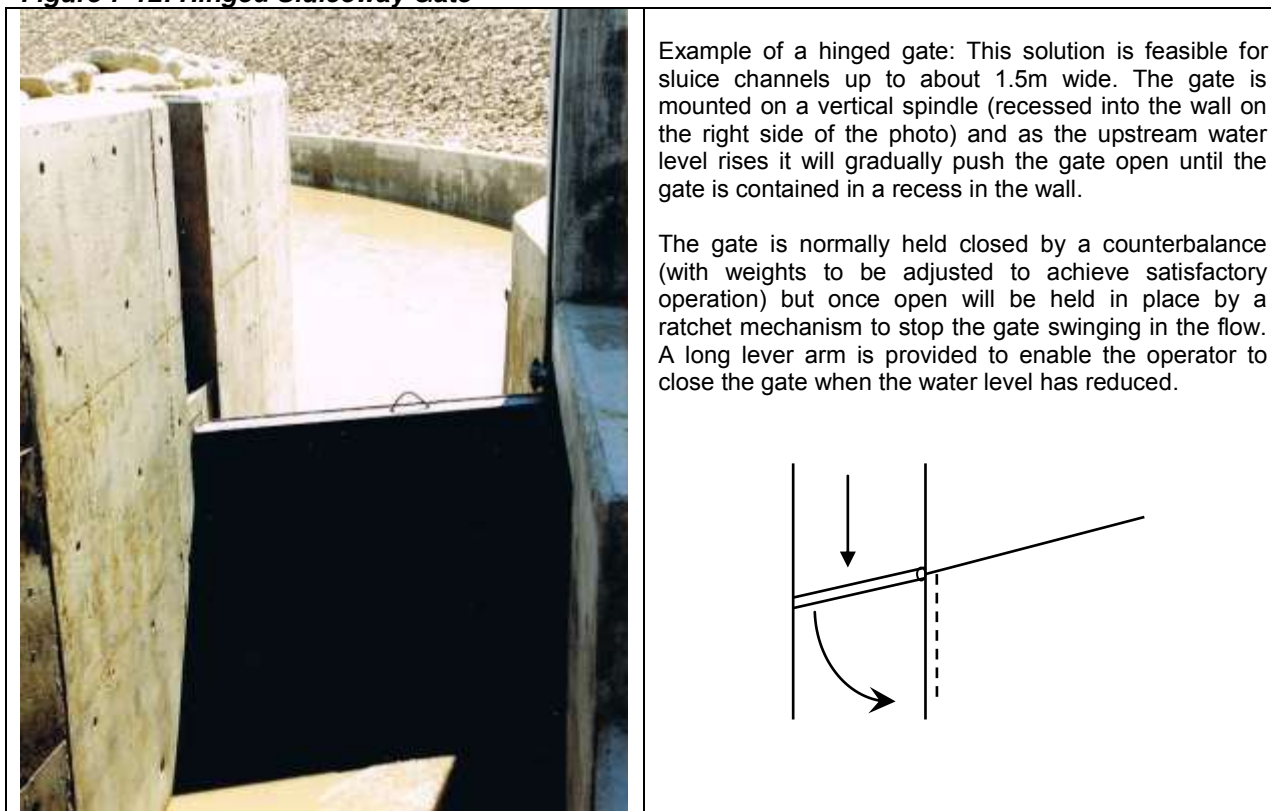 Example of a hinged gate: This solution is feasible for
sluice channels up to about 1.5m wide. The gate is
mounted on a vertical spindle (recessed into the wall on
the right side of the photo) and as the upstream water
level rises it will gradually push the gate open until the
gate is contained in a recess in the wall.
The gate is normally held closed by a counterbalance
(with weights to be adjusted to achieve satisfactory
operation) but once open will be held in place by a
ratchet mechanism to stop the gate swinging in the flow.
A long lever arm is provided to enable the operator to
close the gate when the water level has reduced.